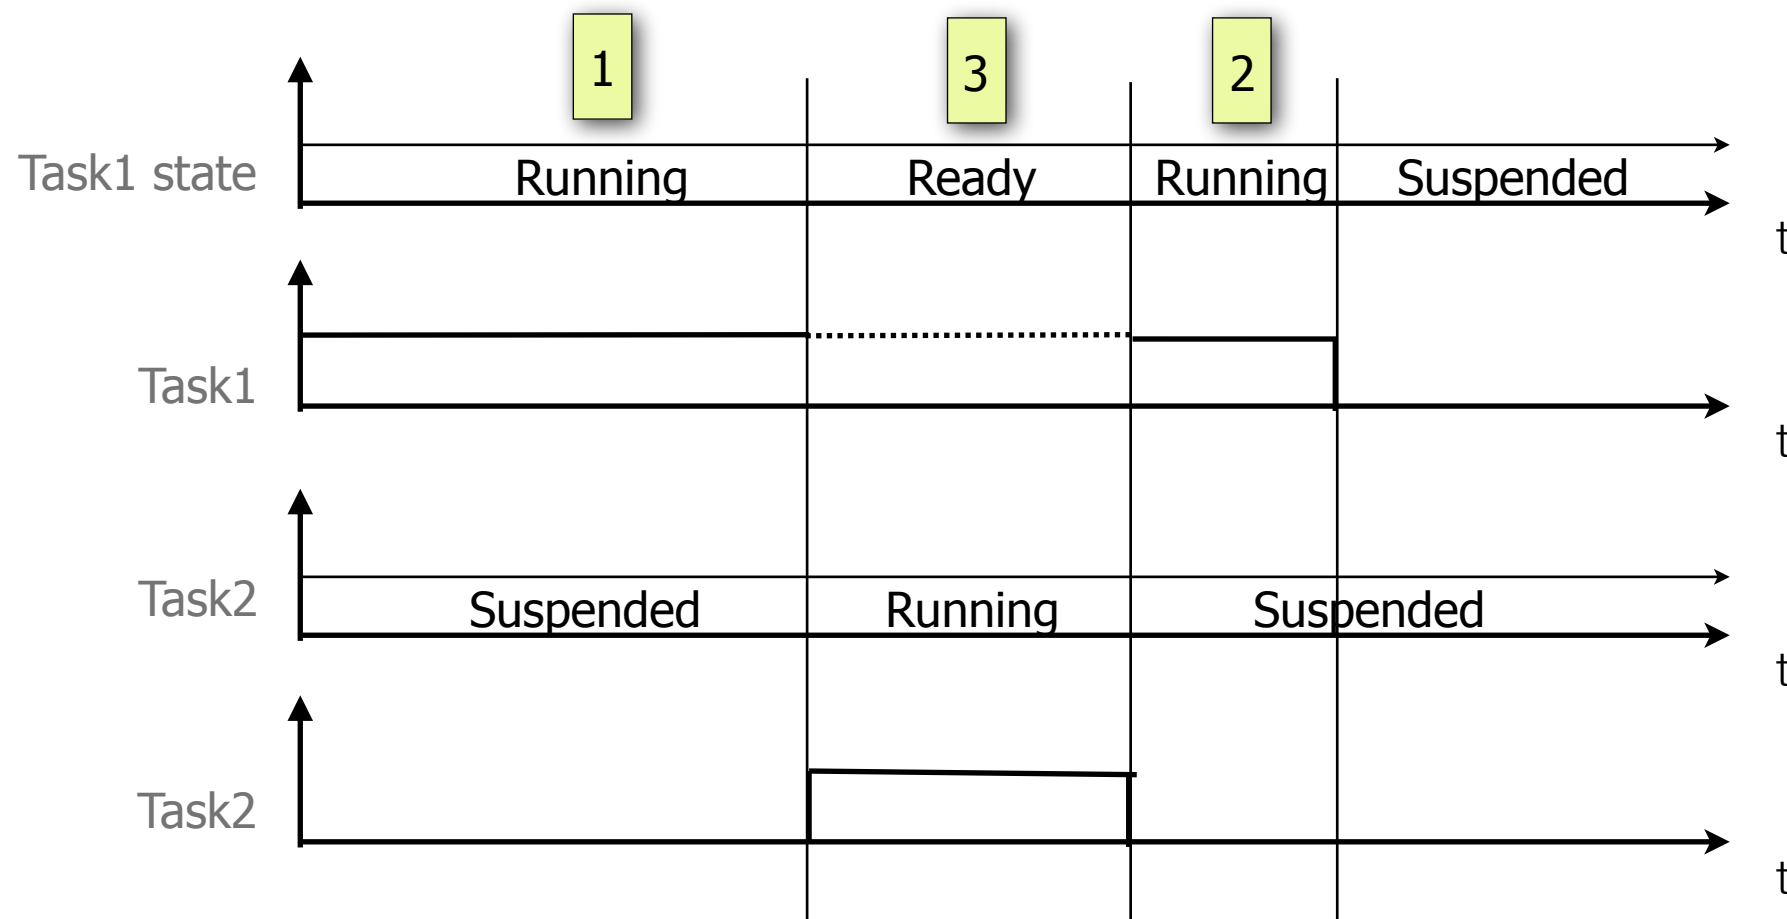 1
3
2
Task1 state
Running
Ready
Running
Suspended
t
Task1
t
Task2
Suspended
Running
Suspended
t
Task2
t